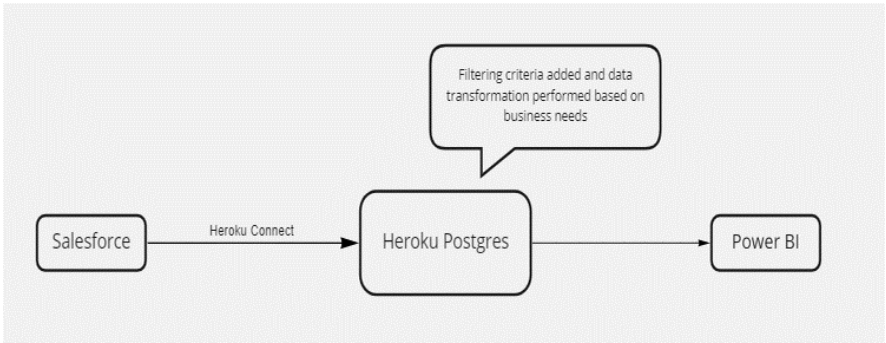 Filtering criteria added and data
transformation performed based on
business needs
Salesforce
Heroku Connect
Heroku Postgres
Power BI